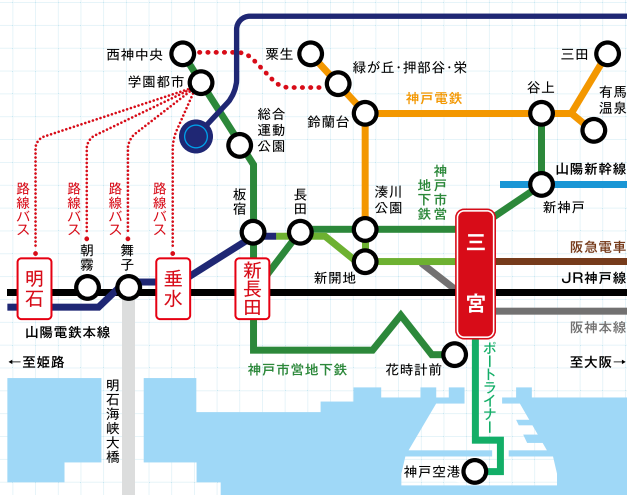 西神中央
粟生
三田
学園都市
緑が丘・押部谷・栄
谷上
有馬
温泉
神戸電鉄
総合
運動
公園
鈴蘭台
山陽新幹線
路線バス
路線バス
路線バス
路線バス
板宿
長田
湊川
公園
神戸市営
地下鉄
新神戸
三宮
阪急電車
朝霧
舞子
明石
垂水
新長田
新開地
JR神戸線
阪神本線
山陽電鉄本線
←至姫路
神戸市営地下鉄
花時計前
至大阪→
ポートライナー
明石海峡大橋
神戸空港